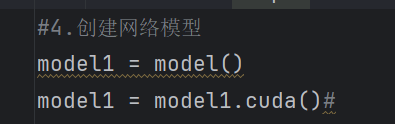 #4.创建网络模型
model1 = model()
model1 = model1.cuda()#